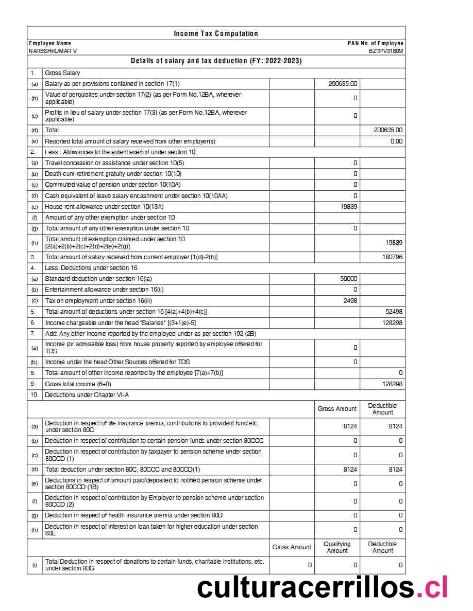 Income Tax Computation
Employee Name PAN No. of Employee
NARESHKUMAR V BZTPV8180M
Details of salary and tax deduction (FY: 2022-2023)
1. Gross Salary
(a) Salary as per provisions contained in section 17(1) 200635.00
(b) Value of perquisites under section 17(2) (as per Form No.12BA, wherever
applicable) 0
(c) Profits in lieu of salary under section 17(3) (as per Form No.12BA, wherever
applicable) 0
(d) Total 200635.00
(e) Reported total amount of salary received from other employer(s) 0.00
2. Less : Allowances to the extent exempt under section 10
(a) Travel concession or assistance under section 10(5) 0
(b) Death-cum-retirement gratuity under section 10(10) 0
(c) Commuted value of pension under section 10(10A) 0
(d) Cash equivalent of leave salary encashment under section 10(10AA) 0
(e) House rent allowance under section 10(13A) 19839
(f) Amount of any other exemption under section 10
(g) Total amount of any other exemption under section 10 0
(h) Total amount of exemption claimed under section 10
[2(a)+2(b)+2(c)+2(d)+2(e)+2(g)] 19839
3. Total amount of salary received from current employer [1(d)-2(h)] 180796
4. Less: Deductions under section 16
(a) Standard deduction under section 16(ia) 50000
(b) Entertainment allowance under section 16(ii) 0
(c) Tax on employment under section 16(iii) 2498
5. Total amount of deductions under section 16 [4(a)+4(b)+4(c)] 52498
6. Income chargeable under the head "Salaries" [(3+1(e)-5)] 128298
7. Add: Any other income reported by the employee under as per section 192 (2B)
(a) Income (or admissible loss) from house property reported by employee offered for
TDS 0
(b) Income under the head Other Sources offered for TDS 0
8. Total amount of other income reported by the employee [7(a)+7(b)] 0
9. Gross total income (6+8) 128298
10. Deductions under Chapter VI-A
Gross Amount Deductible
Amount
(a) Deduction in respect of life insurance premia, contributions to provident fund etc.
under section 80C 8124 8124
(b) Deduction in respect of contribution to certain pension funds under section 80CCC 0 0
(c) Deduction in respect of contribution by taxpayer to pension scheme under section
80CCD (1) 0 0
(d) Total deduction under section 80C, 80CCC and 80CCD(1) 8124 8124
(e) Deductions in respect of amount paid/deposited to notified pension scheme under
section 80CCD (1B) 0 0
(f) Deduction in respect of contribution by Employer to pension scheme under section
80CCD (2) 0 0
(g) Deduction in respect of health insurance premia under section 80D 0 0
(h) Deduction in respect of interest on loan taken for higher education under section
80E 0 0
Gross Amount Qualifying
Amount Deductible
Amount
(i) Total Deduction in respect of donations to certain funds, charitable institutions, etc.
under section 80G 0 0 0
culturacerrillos.cl